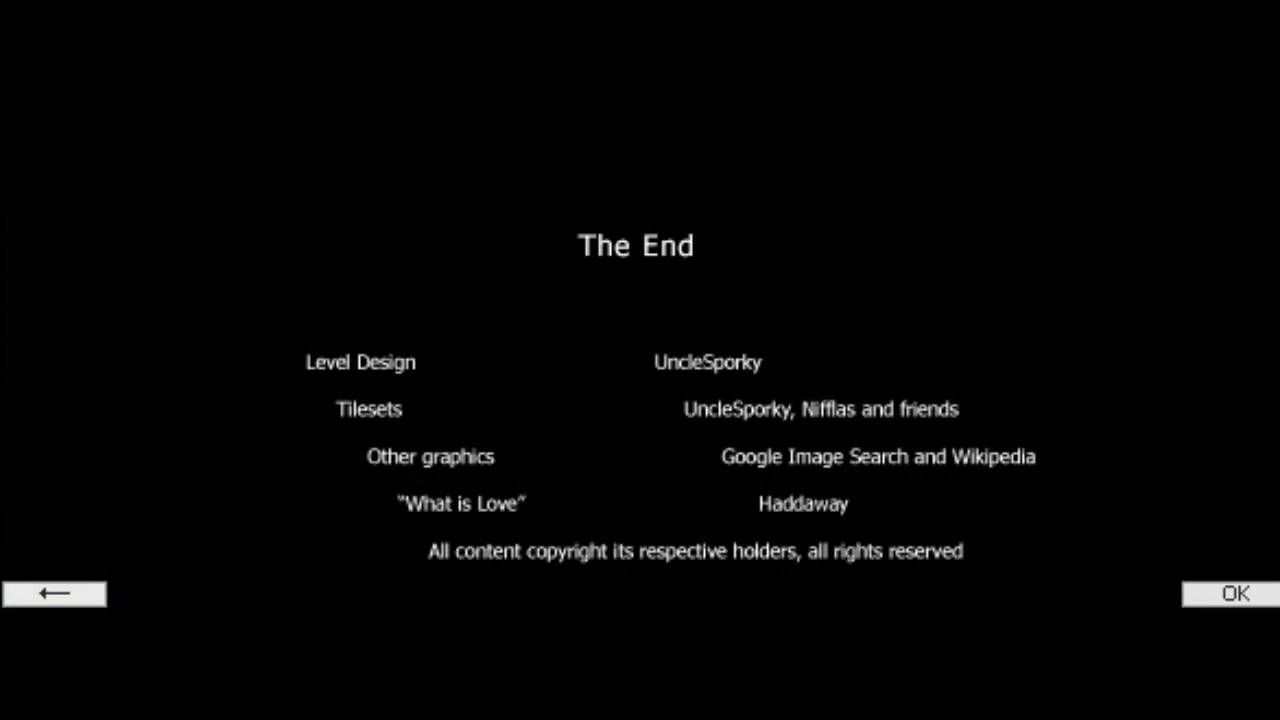 The End
Level Design UncleSporky
Tilesets UncleSporky, Nifflas and friends
Other graphics Google Image Search and Wikipedia
"What is Love" Haddaway
All content copyright its respective holders, all rights reserved
← OK